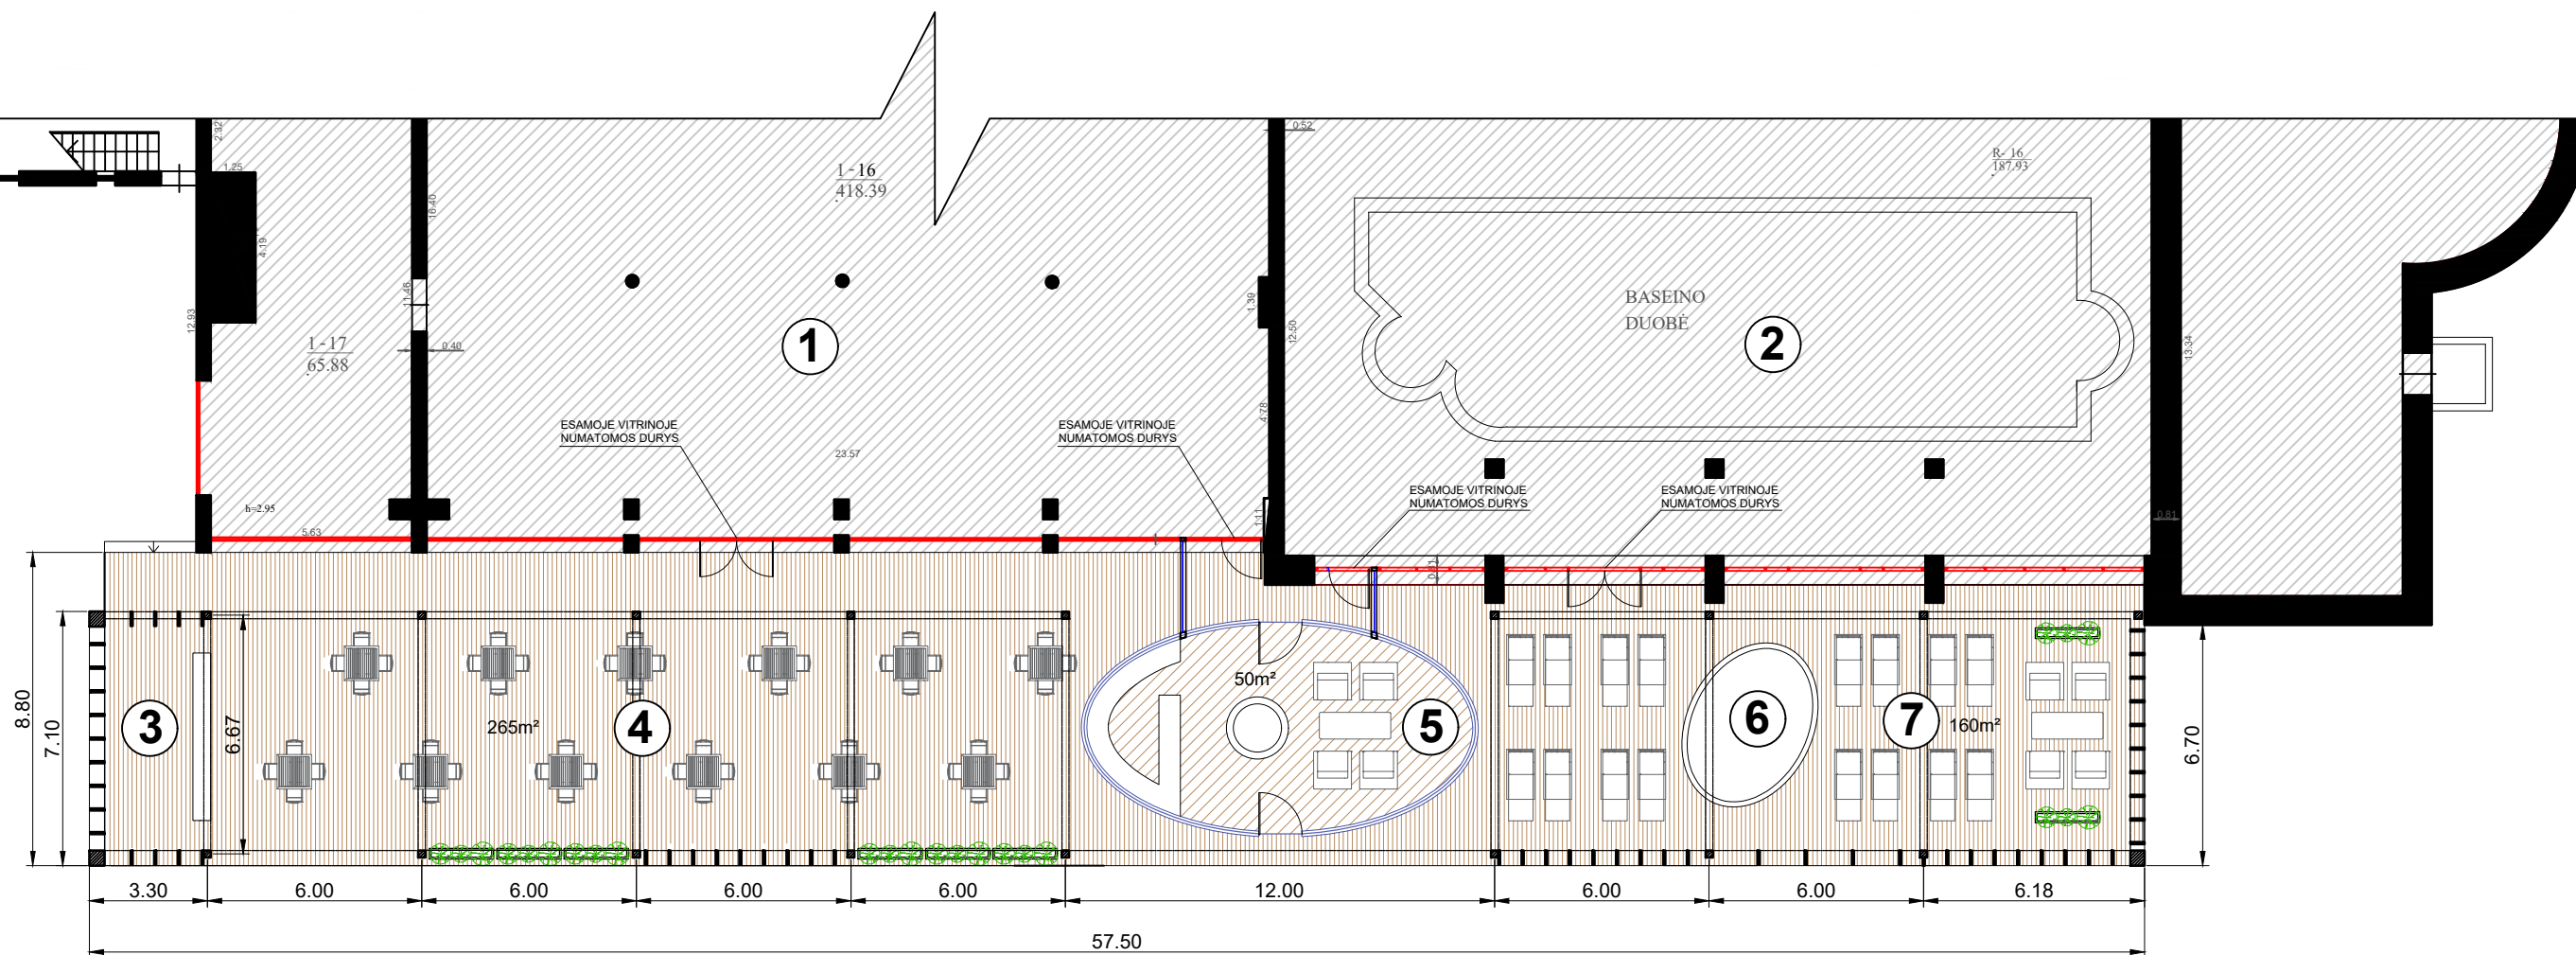 2.32
0.52
1.25
1-16
418.39
R-16
187.93
16.40
4.19
11.46
12.93
1.39
12.50
BASEINO
DUOBĖ
13.34
1-17
65.88
0.40
1
2
4.78
ESAMOJE VITRINOJE
NUMATOMOS DURYS
ESAMOJE VITRINOJE
NUMATOMOS DURYS
23.57
ESAMOJE VITRINOJE
NUMATOMOS DURYS
ESAMOJE VITRINOJE
NUMATOMOS DURYS
h=2.95
5.63
1.11
0.81
8.80
7.10
6.67
3
265m²
4
50m²
5
6
7
160m²
6.70
3.30
6.00
6.00
6.00
6.00
12.00
6.00
6.00
6.18
57.50